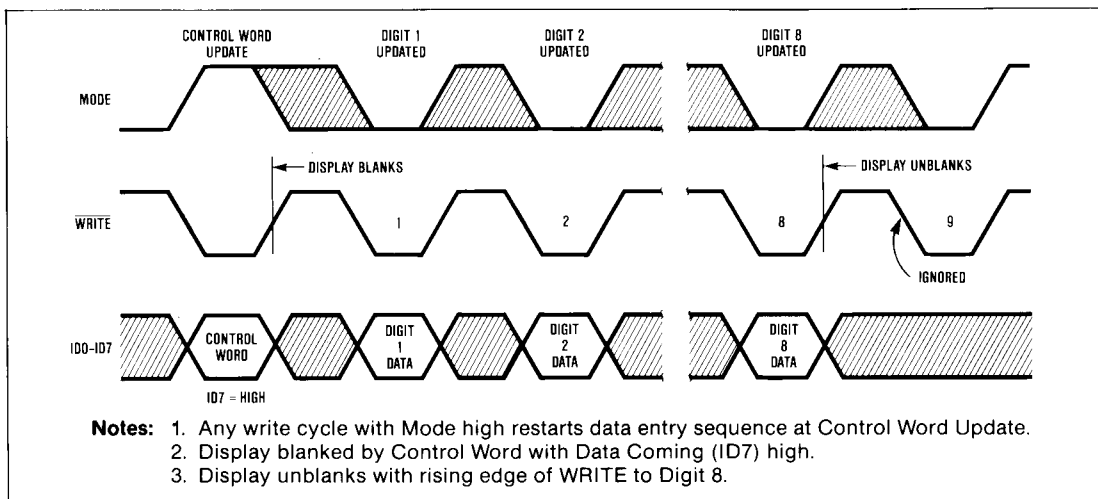 CONTROL WORD
UPDATE
DIGIT 1
UPDATED
DIGIT 2
UPDATED
DIGIT 8
UPDATED
MODE
DISPLAY BLANKS
DISPLAY UNBLANKS
WRITE
1
2
8
9
IGNORED
ID0-ID7
CONTROL
WORD
DIGIT
1
DATA
DIGIT
2
DATA
DIGIT
8
DATA
ID7 = HIGH
Notes: 1. Any write cycle with Mode high restarts data entry sequence at Control Word Update.
2. Display blanked by Control Word with Data Coming (ID7) high.
3. Display unblanks with rising edge of WRITE to Digit 8.